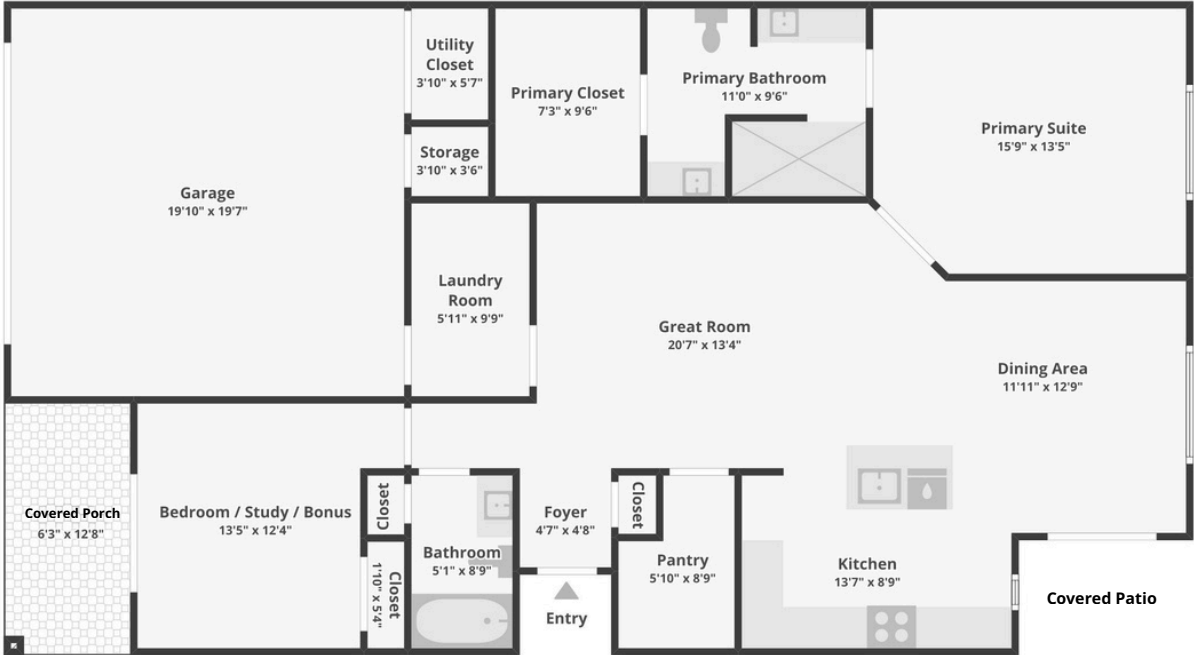 Utility
Closet
3'10" x 5'7"
Primary Closet
7'3" x 9'6"
Primary Bathroom
11'0" x 9'6"
Primary Suite
15'9" x 13'5"
Storage
3'10" x 3'6"
Garage
19'10" x 19'7"
Laundry
Room
5'11" x 9'9"
Great Room
20'7" x 13'4"
Dining Area
11'11" x 12'9"
Covered Porch
6'3" x 12'8"
Bedroom / Study / Bonus
13'5" x 12'4"
Closet
Closet
1'10" x 5'4"
Bathroom
5'1" x 8'9"
Foyer
4'7" x 4'8"
Closet
Entry
Pantry
5'10" x 8'9"
Kitchen
13'7" x 8'9"
Covered Patio